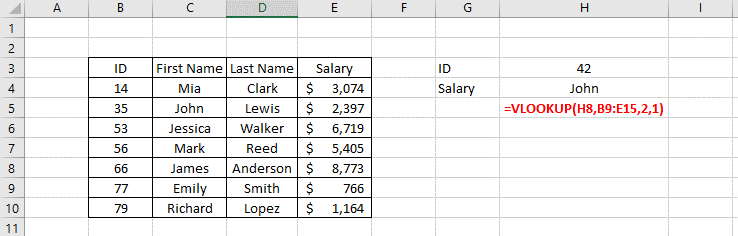 A B C D E F G H I
1
2
3 ID First Name Last Name Salary ID 42
4 14 Mia Clark $ 3,074 Salary John
5 35 John Lewis $ 2,397 =VLOOKUP(H8,B9:E15,2,1)
6 53 Jessica Walker $ 6,719
7 56 Mark Reed $ 5,405
8 66 James Anderson $ 8,773
9 77 Emily Smith $ 766
10 79 Richard Lopez $ 1,164
11